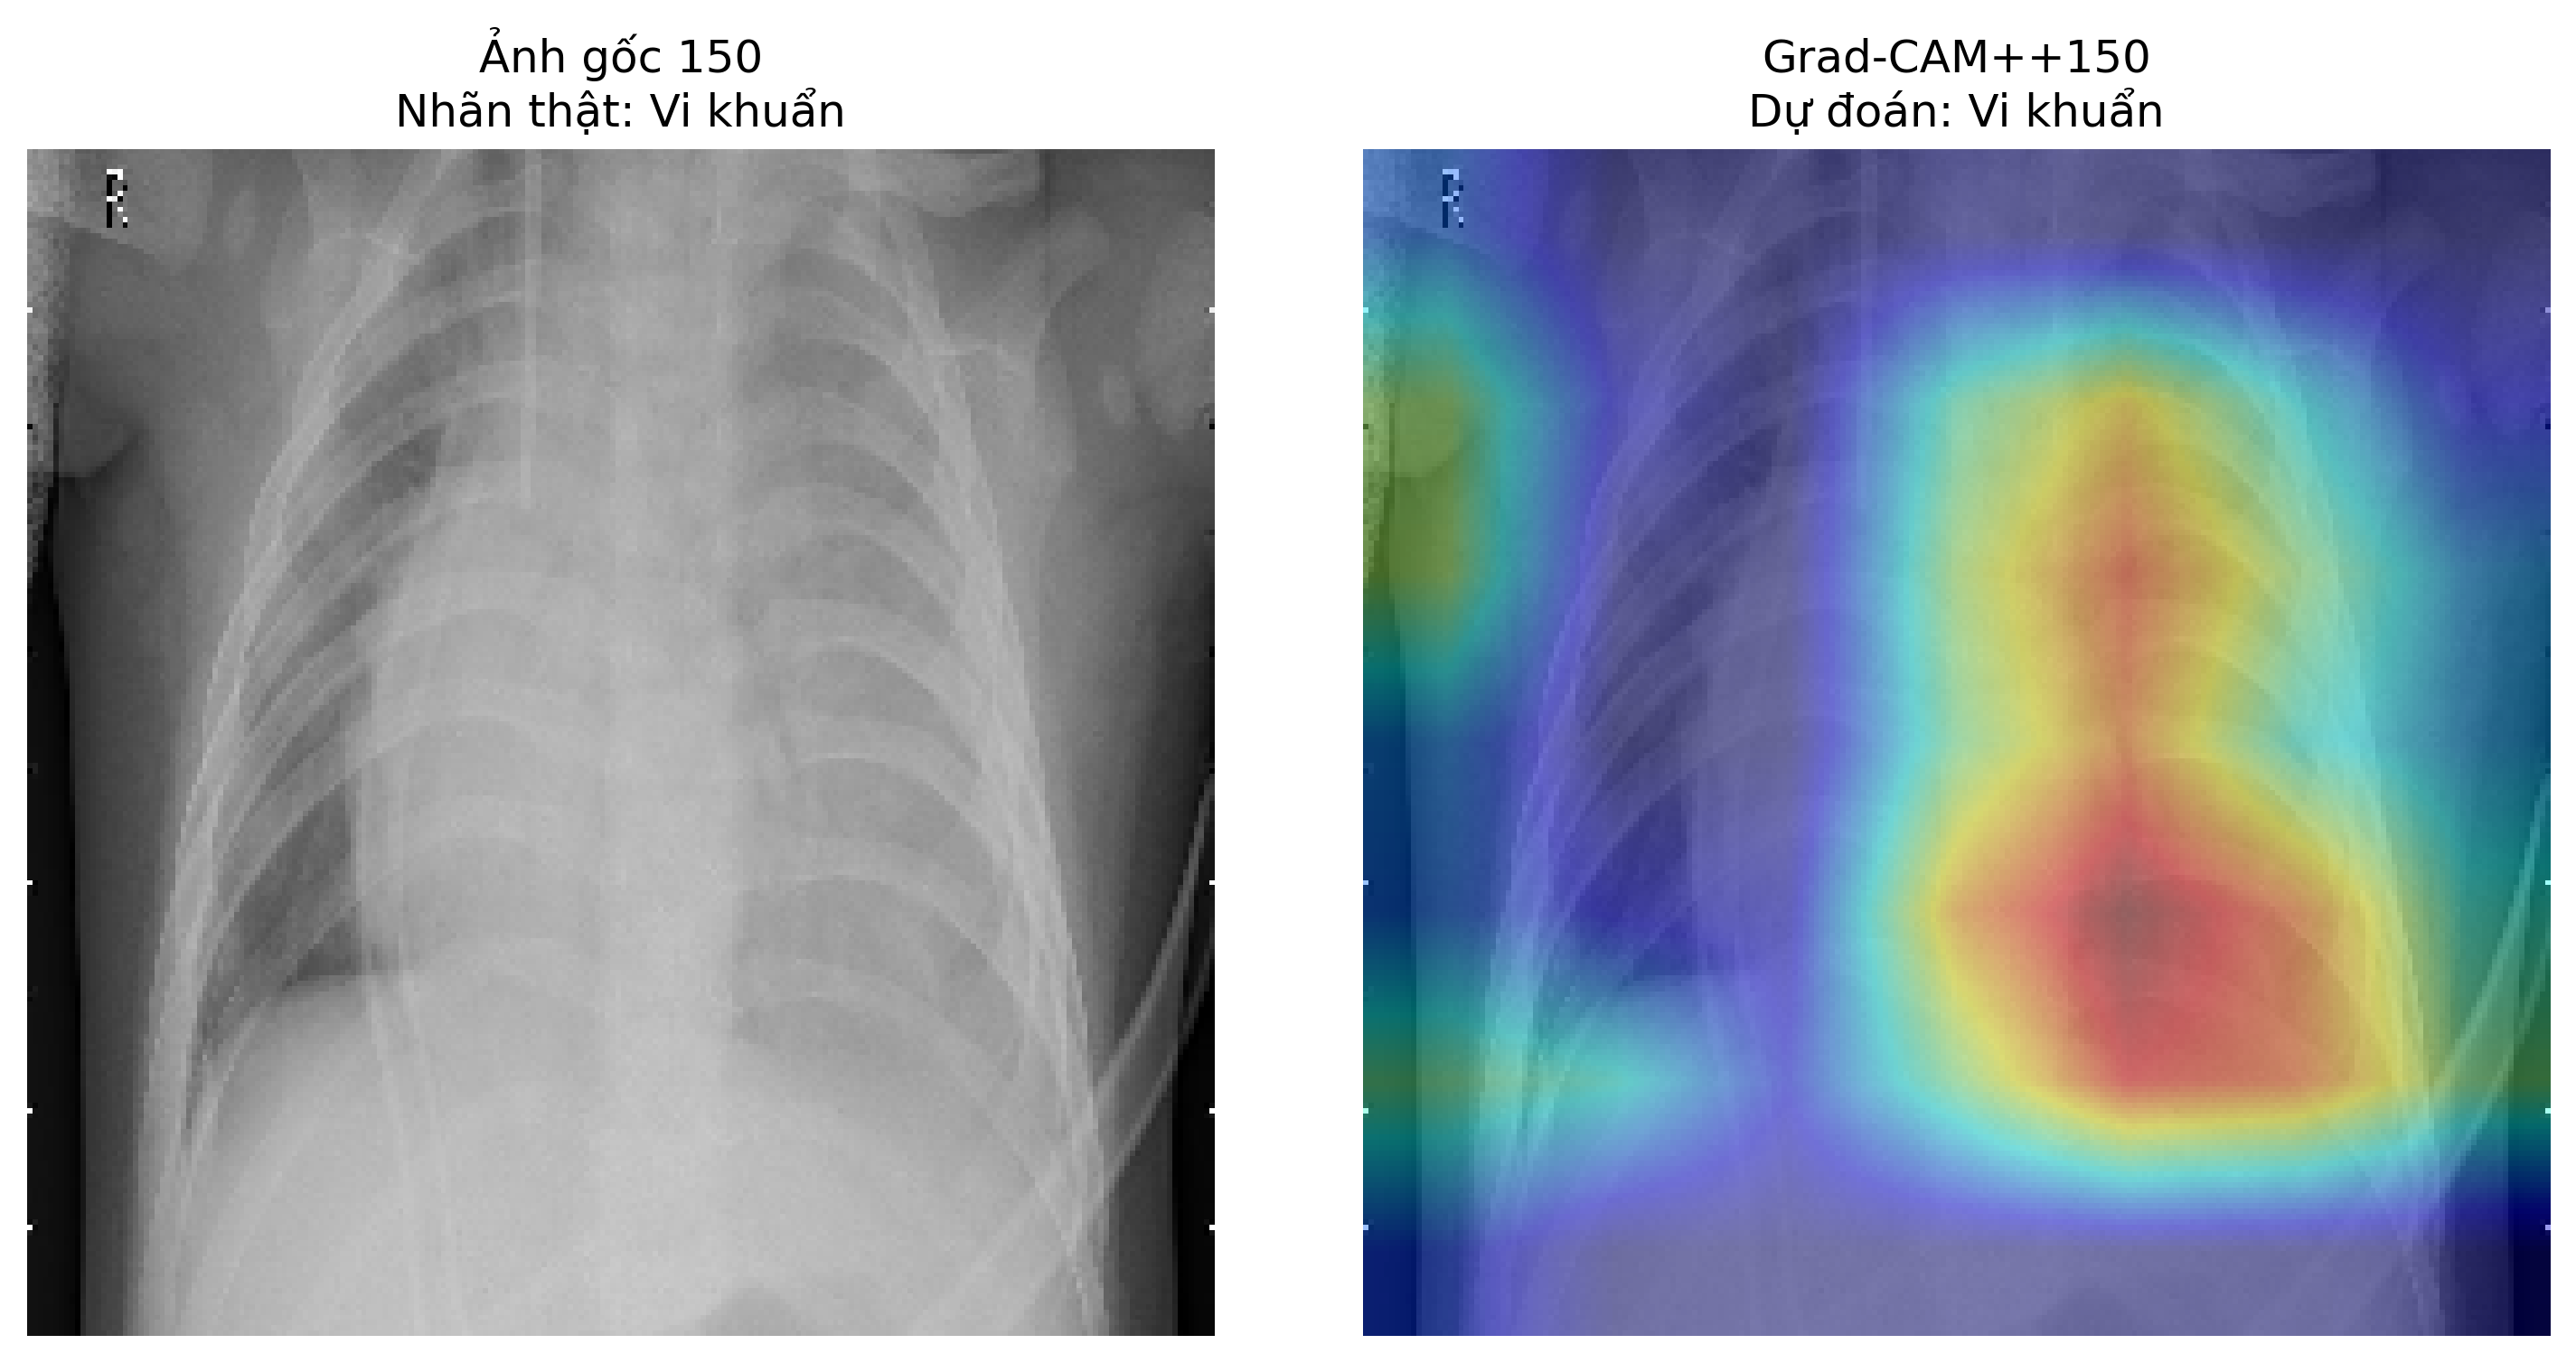 Ảnh gốc 150
Nhãn thật: Vi khuẩn
Grad-CAM++150
Dự đoán: Vi khuẩn
R
R